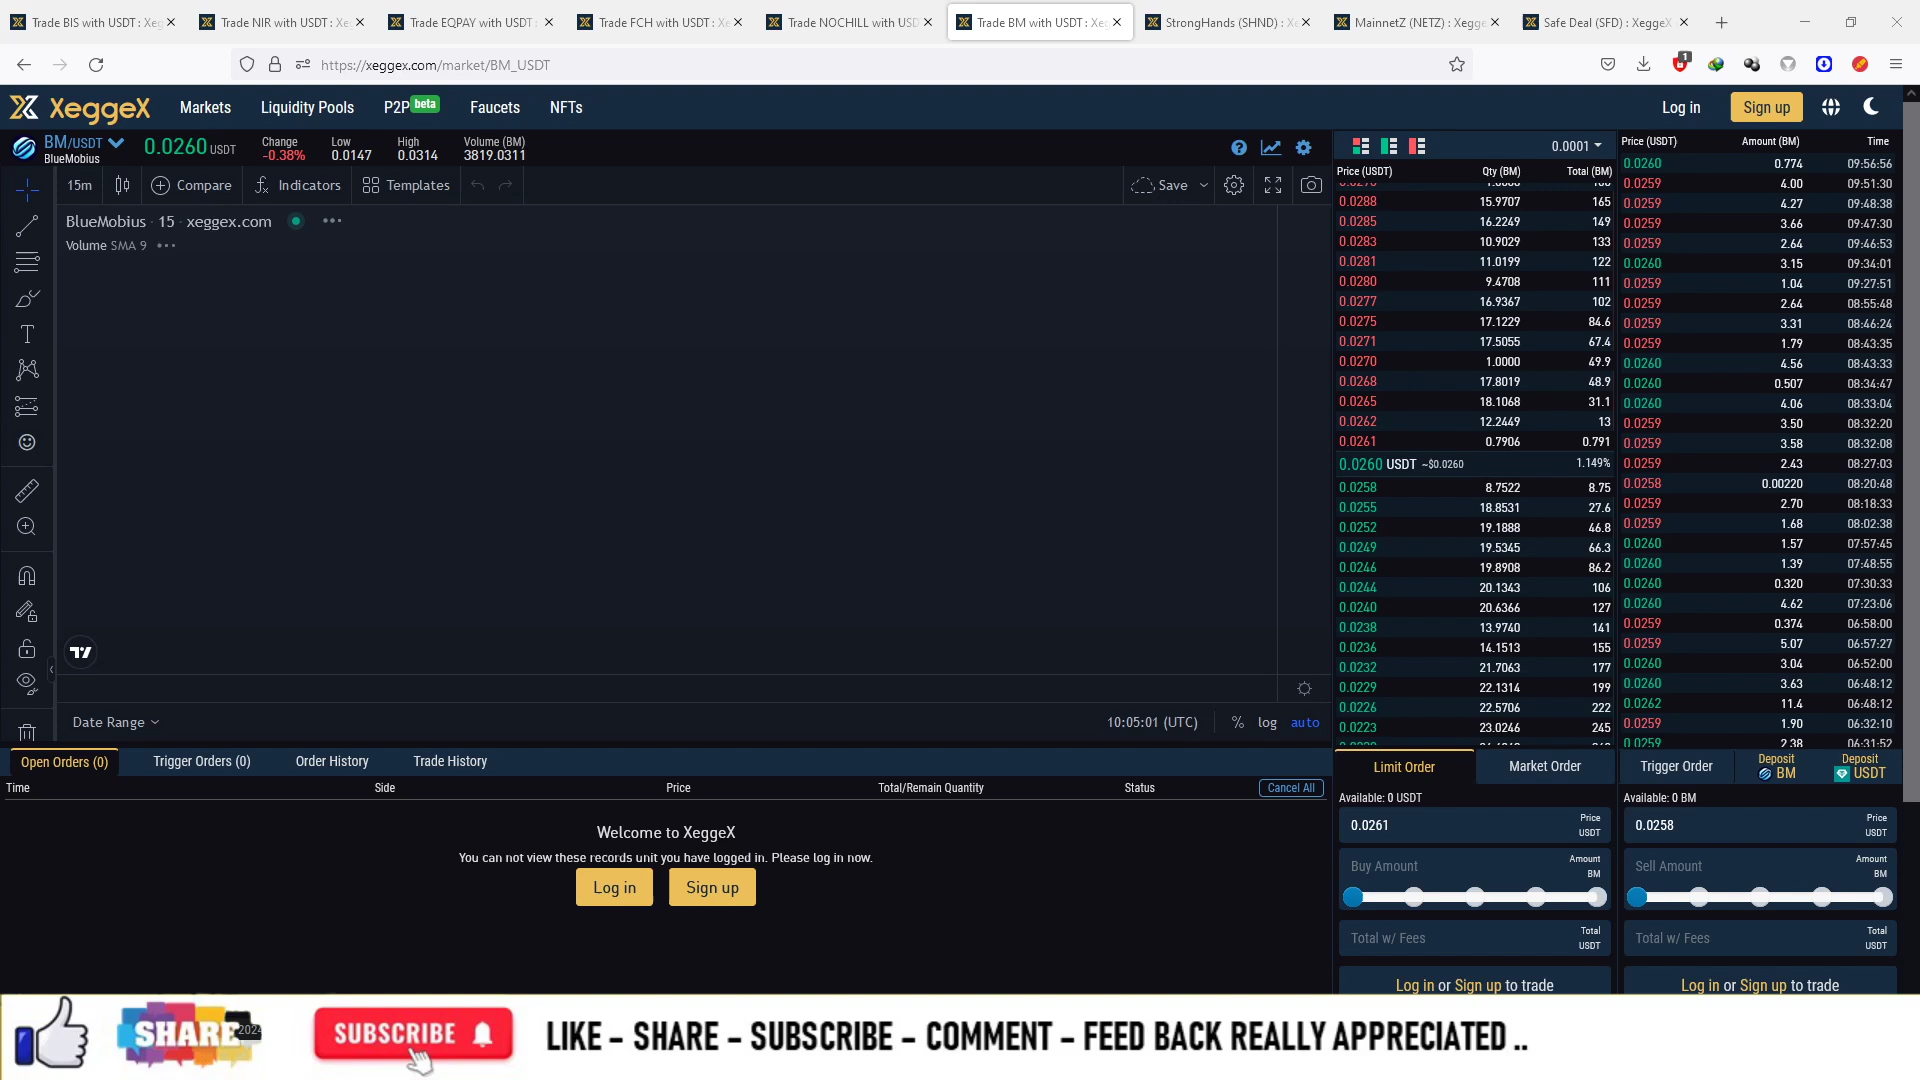 Trade BIS with USDT : Xeg
Trade NIR with USDT : Xeg
Trade EQPAY with USDT :
Trade FCH with USDT : Xe
Trade NOCHILL with USD
Trade BM with USDT : Xeg
StrongHands (SHND) : Xe
MainnetZ (NETZ) : Xegge
Safe Deal (SFD) : XeggeX
https://xeggex.com/market/BM_USDT
1
XeggeX
Markets
Liquidity Pools
P2P beta
Faucets
NFTs
Log in
Sign up
BM/USDT
BlueMobius
0.0260 USDT
Change
-0.38%
Low
0.0147
High
0.0314
Volume (BM)
3819.0311
15m
Compare
Indicators
Templates
Save
BlueMobius · 15 · xeggex.com
Volume SMA 9
Date Range
10:05:01 (UTC)
%
log
auto
0.0001
Price (USDT) Qty (BM) Total (BM)
0.0288 15.9707 165
0.0285 16.2249 149
0.0283 10.9029 133
0.0281 11.0199 122
0.0280 9.4708 111
0.0277 16.9367 102
0.0275 17.1229 84.6
0.0271 17.5055 67.4
0.0270 1.0000 49.9
0.0268 17.8019 48.9
0.0265 18.1068 31.1
0.0262 12.2449 13
0.0261 0.7906 0.791
0.0260 USDT ~$0.0260 1.149%
0.0258 8.7522 8.75
0.0255 18.8531 27.6
0.0252 19.1888 46.8
0.0249 19.5345 66.3
0.0246 19.8908 86.2
0.0244 20.1343 106
0.0240 20.6366 127
0.0238 13.9740 141
0.0236 14.1513 155
0.0232 21.7063 177
0.0229 22.1314 199
0.0226 22.5706 222
0.0223 23.0246 245
Price (USDT) Amount (BM) Time
0.0260 0.774 09:56:56
0.0259 4.00 09:51:30
0.0259 4.27 09:48:38
0.0259 3.66 09:47:30
0.0259 2.64 09:46:53
0.0260 3.15 09:34:01
0.0259 1.04 09:27:51
0.0259 2.64 08:55:48
0.0259 3.31 08:46:24
0.0259 1.79 08:43:35
0.0260 4.56 08:43:33
0.0260 0.507 08:34:47
0.0260 4.06 08:33:04
0.0259 3.50 08:32:20
0.0259 3.58 08:32:08
0.0259 2.43 08:27:03
0.0258 0.00220 08:20:48
0.0259 2.70 08:18:33
0.0259 1.68 08:02:38
0.0260 1.57 07:57:45
0.0260 1.39 07:48:55
0.0260 0.320 07:30:33
0.0260 4.62 07:23:06
0.0259 0.374 06:58:00
0.0259 5.07 06:57:27
0.0260 3.04 06:52:00
0.0260 3.63 06:48:12
0.0262 11.4 06:48:12
0.0259 1.90 06:32:10
0.0259 2.38 06:31:52
Open Orders (0)
Trigger Orders (0)
Order History
Trade History
Time Side Price Total/Remain Quantity Status Cancel All
Welcome to XeggeX
You can not view these records unit you have logged in. Please log in now.
Log in
Sign up
Limit Order
Market Order
Trigger Order
Deposit
BM
Deposit
USDT
Available: 0 USDT
0.0261
Price
USDT
Buy Amount
Amount
BM
Total w/ Fees
Total
USDT
Log in or Sign up to trade
Available: 0 BM
0.0258
Price
USDT
Sell Amount
Amount
BM
Total w/ Fees
Total
USDT
Log in or Sign up to trade
SHARE
2024
SUBSCRIBE
LIKE – SHARE – SUBSCRIBE – COMMENT – FEED BACK REALLY APPRECIATED ..